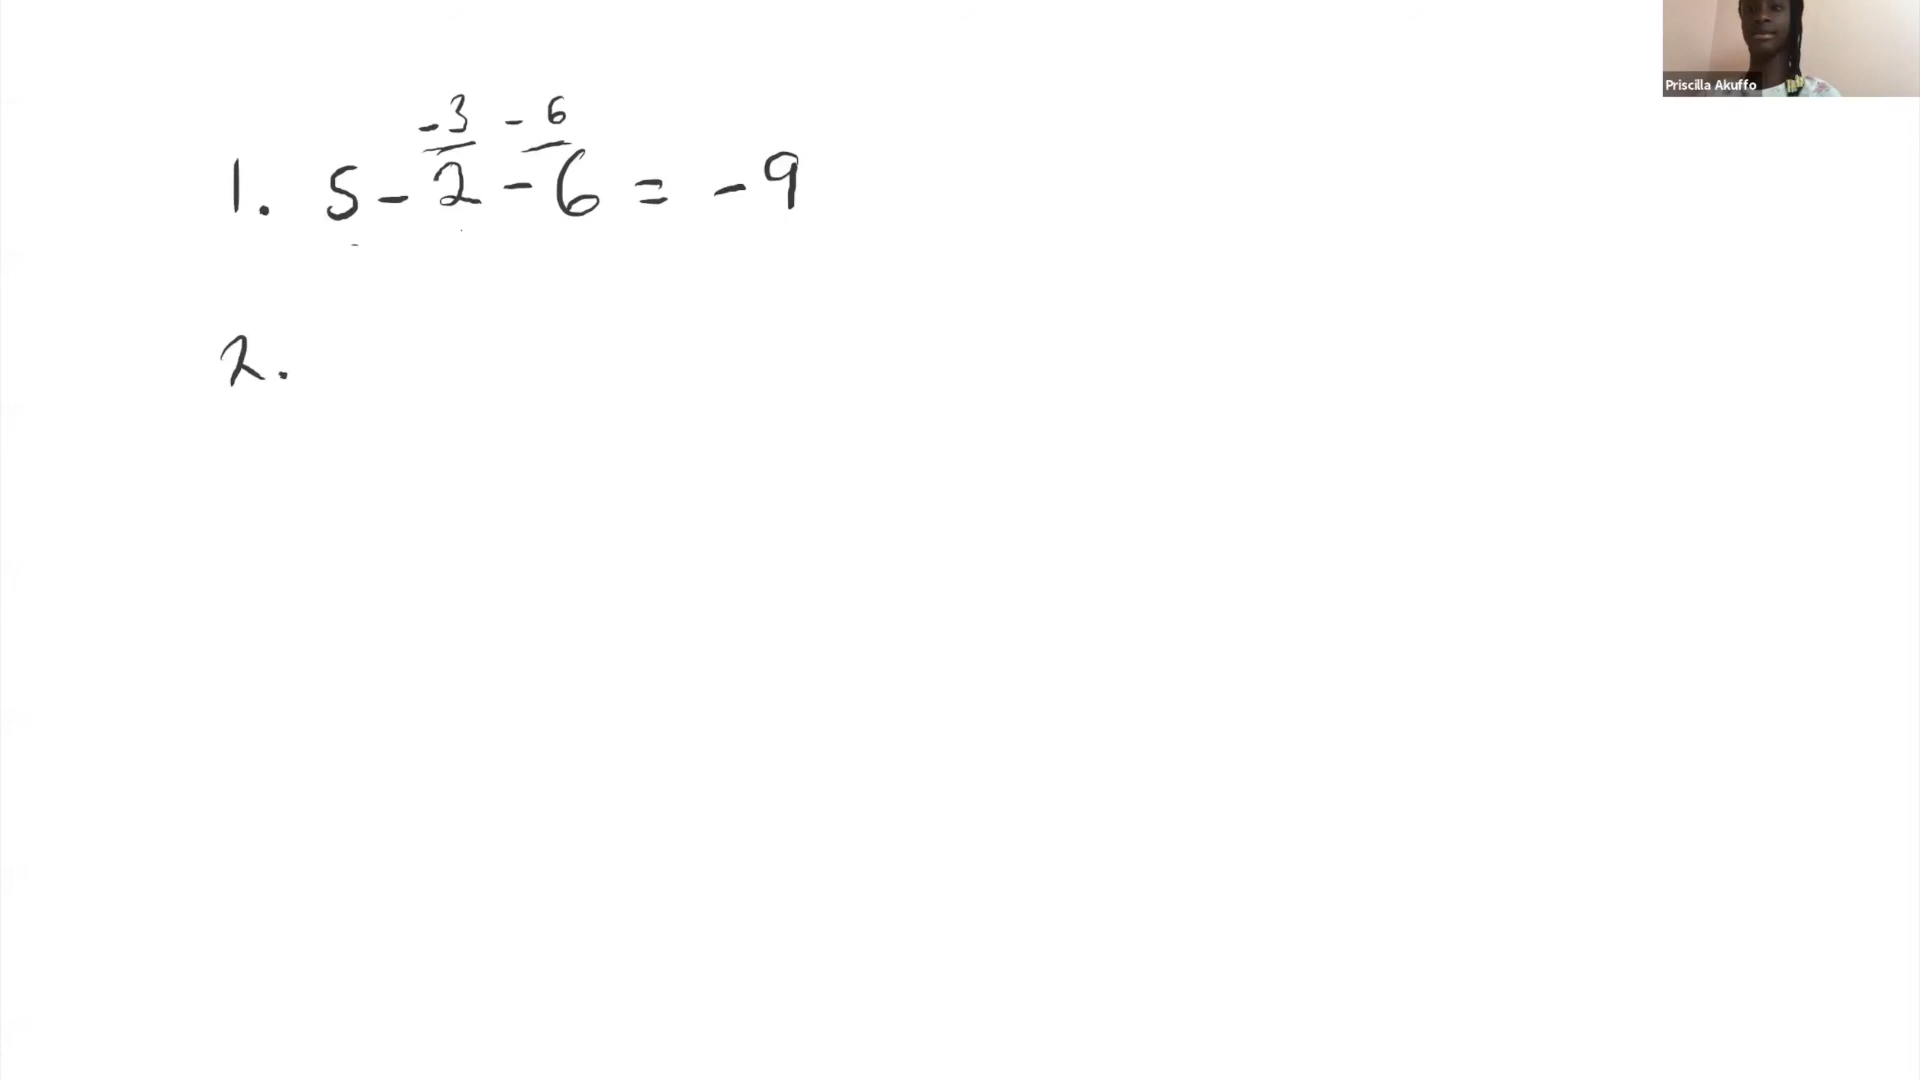 Priscilla Akuffo
-3 - 6
1. 5 - 2 - 6 = - 9
2.